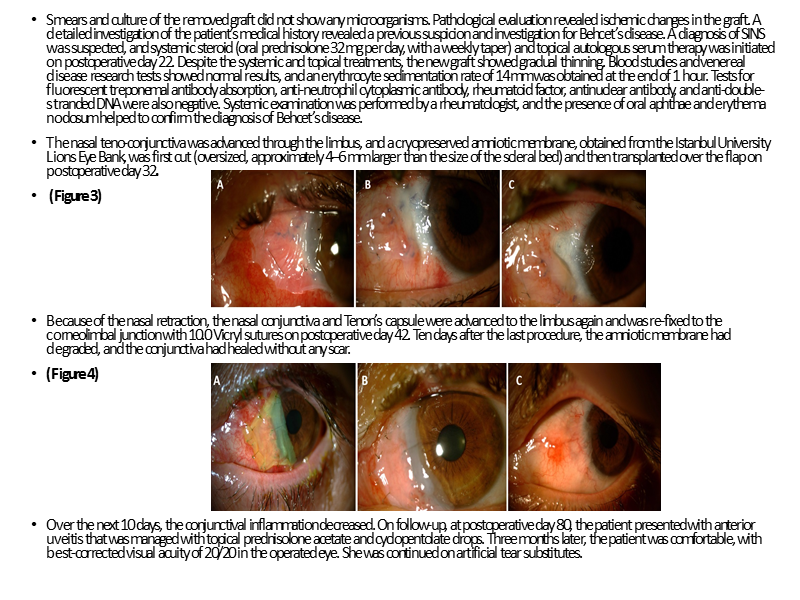 • Smears and culture of the removed graft did not show any microorganisms. Pathological evaluation revealed ischemic changes in the graft. A
detailed investigation of the patient's medical history revealed a previous suspicion and investigation for Behcet's disease. A diagnosis of SINS
was suspected, and systemic steroid (oral prednisolone 32 mg per day, with a weekly taper) and topical autologous serum therapy was initiated
on postoperative day 22. Despite the systemic and topical treatments, the new graft showed gradual thinning. Blood studies and venereal
disease research tests showed normal results, and an erythrocyte sedimentation rate of 14 mm was obtained at the end of 1 hour. Tests for
fluorescent treponemal antibody absorption, anti-neutrophil cytoplasmic antibody, rheumatoid factor, antinuclear antibody, and anti-double-
stranded DNA were also negative. Systemic examination was performed by a rheumatologist, and the presence of oral aphthae and erythema
nodosum helped to confirm the diagnosis of Behcet's disease.
• The nasal teno-conjunctiva was advanced through the limbus, and a cryopreserved amniotic membrane, obtained from the Istanbul University
Lions Eye Bank, was first cut (oversized, approximately 4–6 mm larger than the size of the scleral bed) and then transplanted over the flap on
postoperative day 32.
• (Figure 3)
A B C
• Because of the nasal retraction, the nasal conjunctiva and Tenon's capsule were advanced to the limbus again and was re-fixed to the
corneolimbal junction with 10.0 Vicryl sutures on postoperative day 42. Ten days after the last procedure, the amniotic membrane had
degraded, and the conjunctiva had healed without any scar.
• (Figure 4)
A B C
• Over the next 10 days, the conjunctival inflammation decreased. On follow-up, at postoperative day 80, the patient presented with anterior
uveitis that was managed with topical prednisolone acetate and cyclopentolate drops. Three months later, the patient was comfortable, with
best-corrected visual acuity of 20/20 in the operated eye. She was continued on artificial tear substitutes.